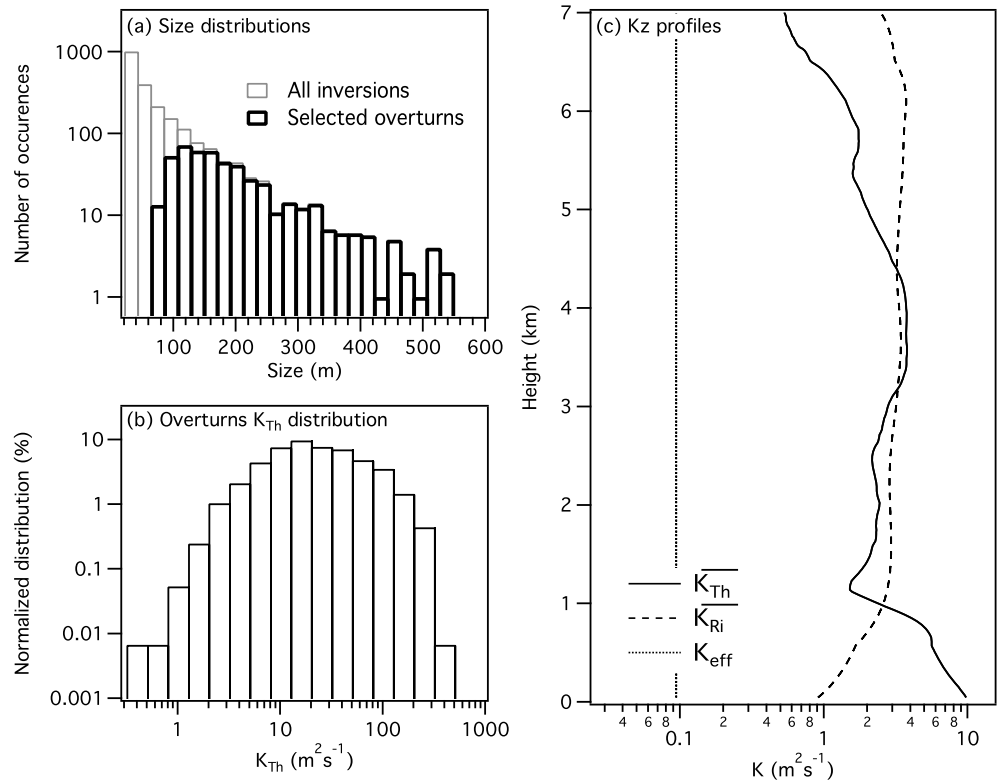 (a) Size distributions
Number of occurences
1000
100
10
1
All inversions
Selected overturns
100 200 300 400 500 600
Size (m)
(b) Overturns K_Th distribution
Normalized distribution (%)
10
1
0.1
0.01
0.001
1 10 100 1000
K_Th (m²s⁻¹)
(c) Kz profiles
Height (km)
7
6
5
4
3
2
1
0
K_Th
K_Ri
K_eff
4 6 8 2 4 6 8 2 4 6 8
0.1 1 10
K (m²s⁻¹)